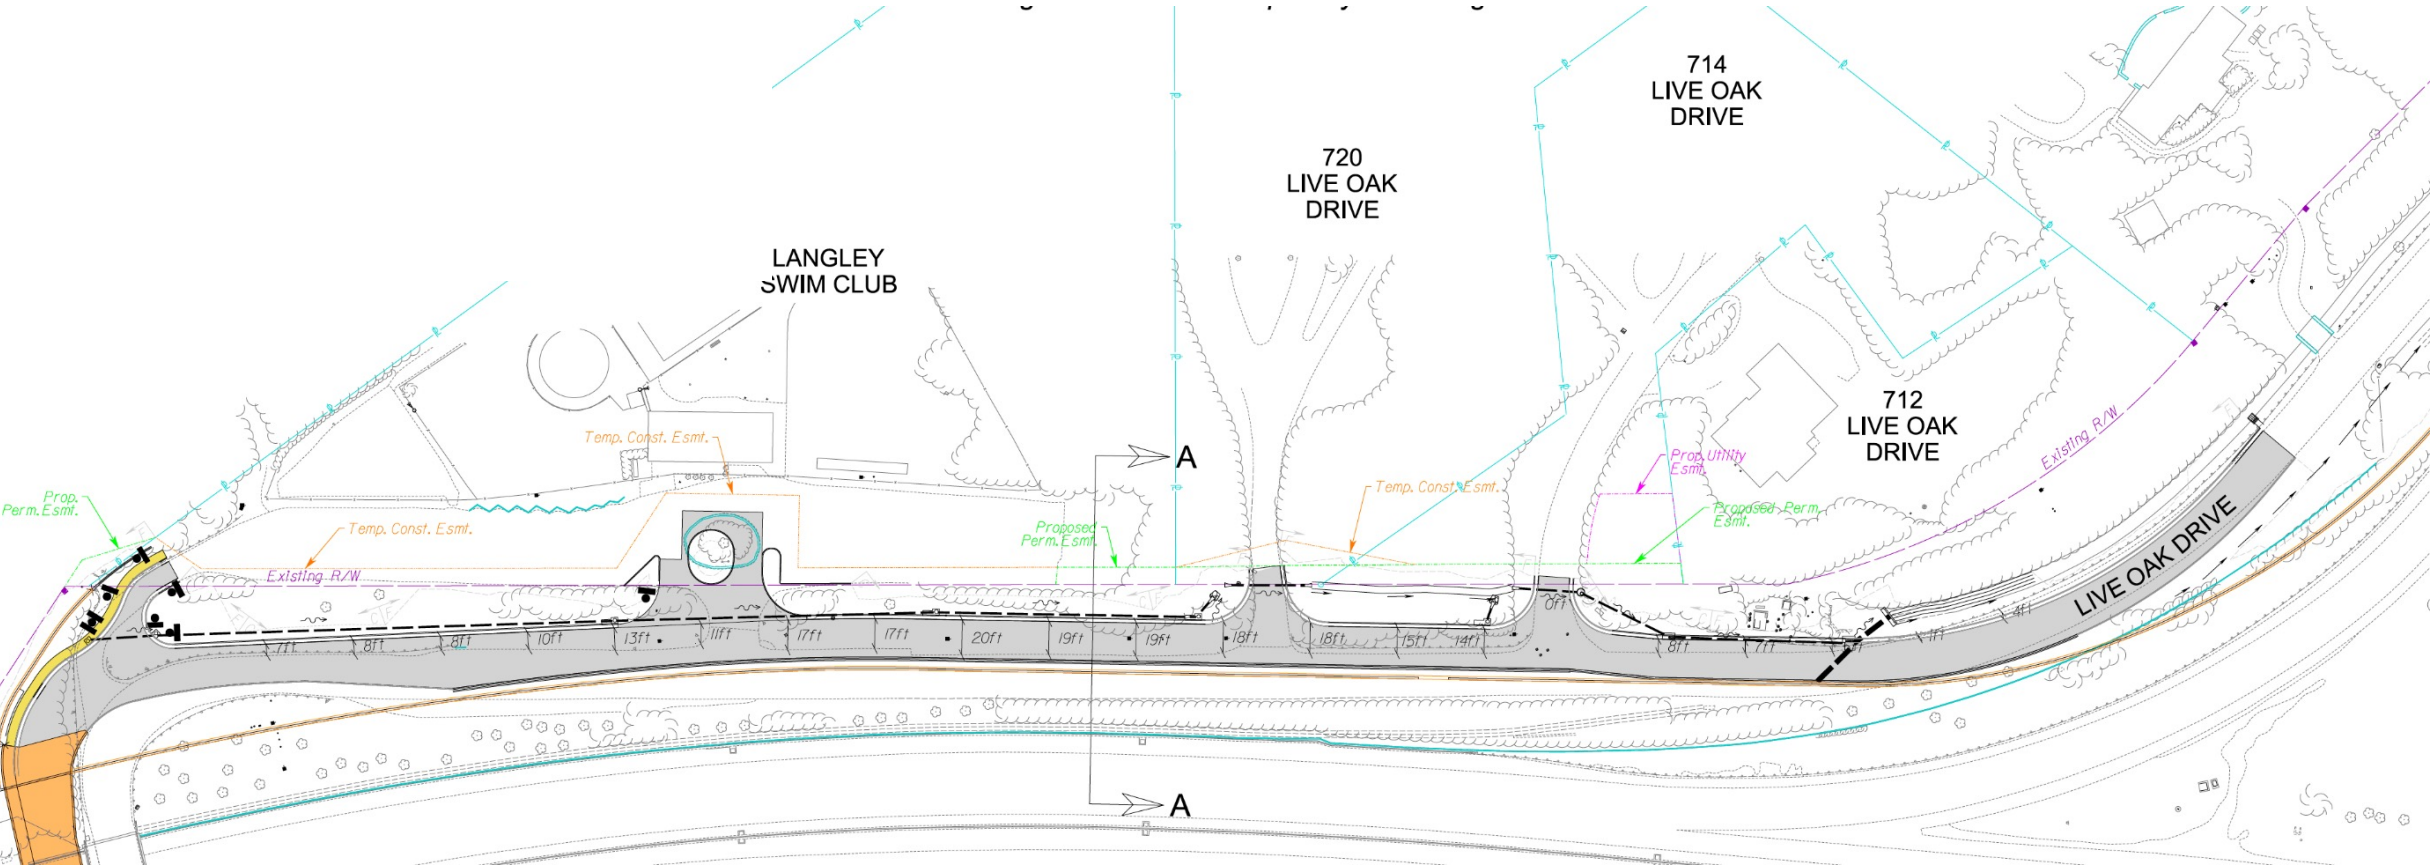 714
LIVE OAK
DRIVE
720
LIVE OAK
DRIVE
LANGLEY
SWIM CLUB
712
LIVE OAK
DRIVE
Temp. Const. Esmt.
A
Prop. Utility
Esmt.
Existing R/W
Temp. Const. Esmt.
Prop.
Perm. Esmt.
Temp. Const. Esmt.
Proposed
Perm. Esmt.
Proposed Perm.
Esmt.
Existing R/W
LIVE OAK DRIVE
7ft
8ft
8ft
10ft
13ft
11ft
17ft
17ft
20ft
19ft
19ft
18ft
18ft
15ft
14ft
0ft
8ft
7ft
1ft
4ft
A